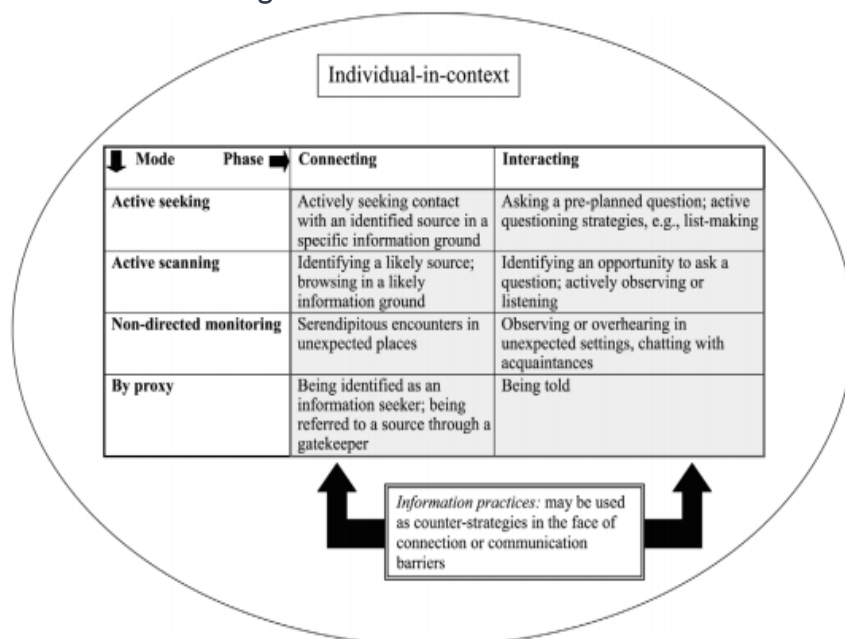 Individual-in-context
Mode Phase Connecting Interacting
Active seeking
Actively seeking contact
with an identified source in a
specific information ground
Asking a pre-planned question; active
questioning strategies, e.g., list-making
Active scanning
Identifying a likely source;
browsing in a likely
information ground
Identifying an opportunity to ask a
question; actively observing or
listening
Non-directed monitoring
Serendipitous encounters in
unexpected places
Observing or overhearing in
unexpected settings, chatting with
acquaintances
By proxy
Being identified as an
information seeker; being
referred to a source through a
gatekeeper
Being told
Information practices: may be used
as counter-strategies in the face of
connection or communication
barriers